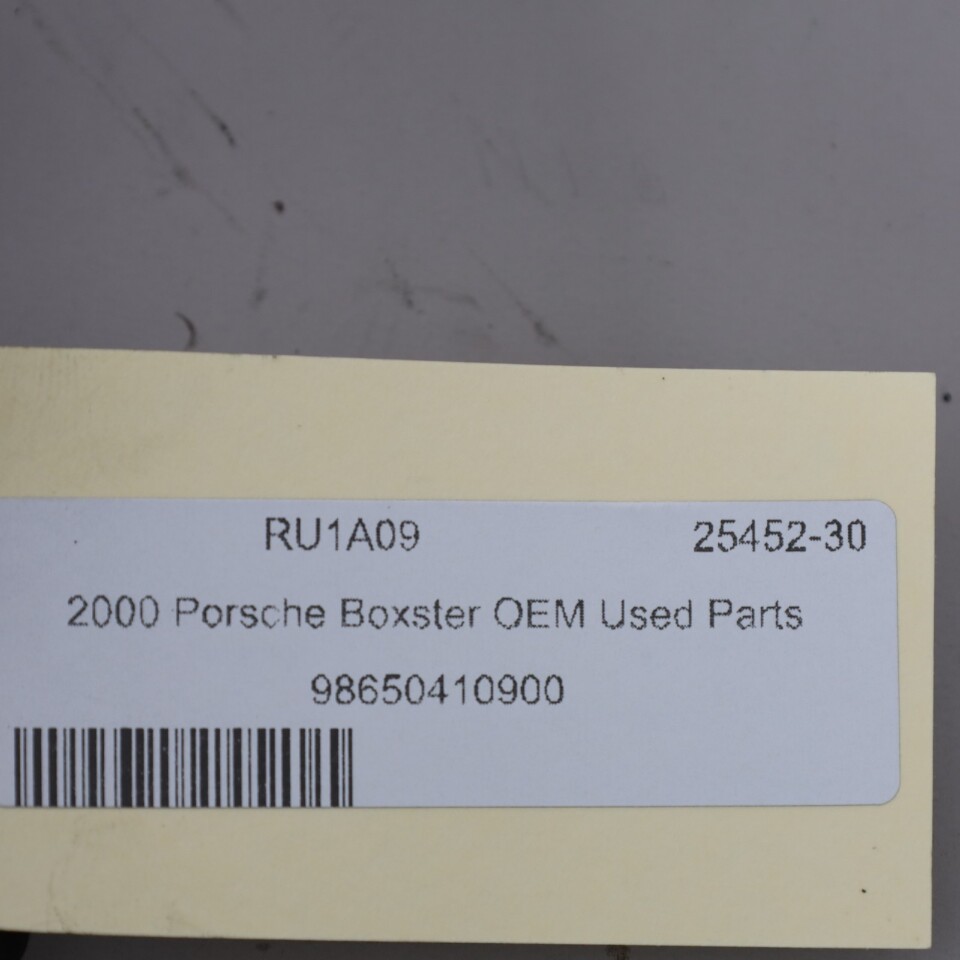 RU1A09 25452-30
2000 Porsche Boxster OEM Used Parts
98650410900